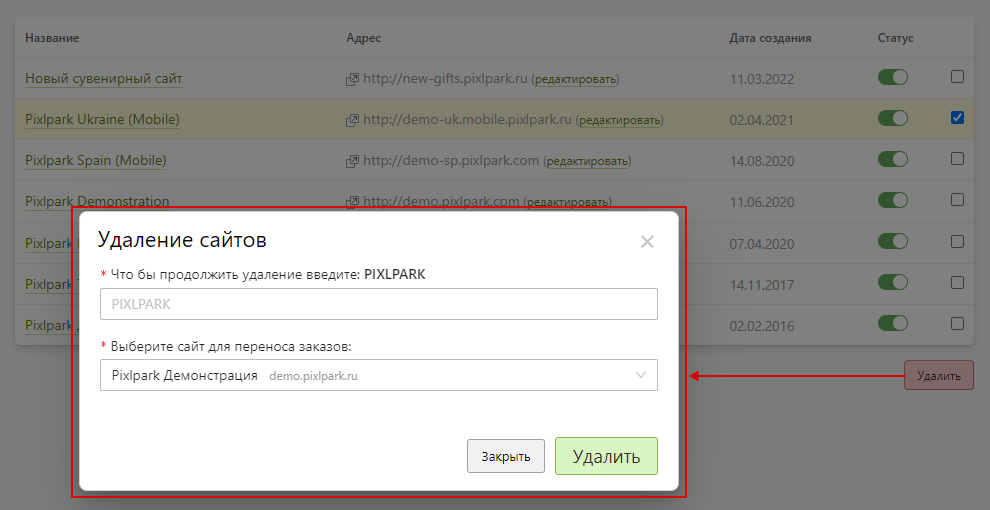 Название Адрес Дата создания Статус
Новый сувенирный сайт http://new-gifts.pixlpark.ru (редактировать) 11.03.2022
Pixlpark Ukraine (Mobile) http://demo-uk.mobile.pixlpark.ru (редактировать) 02.04.2021
Pixlpark Spain (Mobile) http://demo-sp.pixlpark.com (редактировать) 14.08.2020
Pixlpark Demonstration http://demo.pixlpark.com (редактировать) 11.06.2020
Pixlpark 07.04.2020
Pixlpark 14.11.2017
Pixlpark 02.02.2016
Удаление сайтов
* Что бы продолжить удаление введите: PIXLPARK
PIXLPARK
* Выберите сайт для переноса заказов:
Pixlpark Демонстрация demo.pixlpark.ru
Удалить
Закрыть Удалить